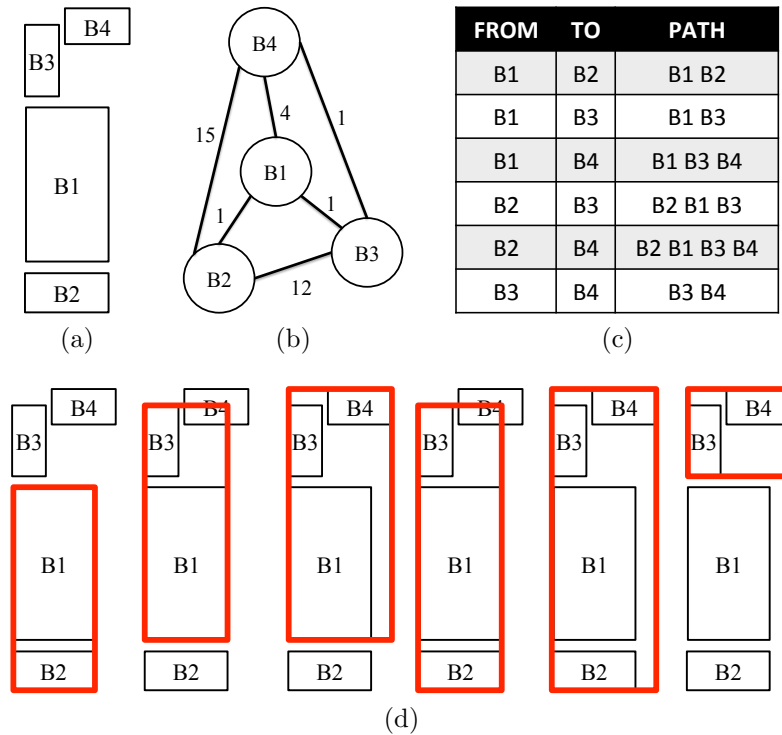 B4
B3
B1
B2
(a)
B4
4
1
15
B1
1
1
B3
B2
12
(b)
FROM TO PATH
B1 B2 B1 B2
B1 B3 B1 B3
B1 B4 B1 B3 B4
B2 B3 B2 B1 B3
B2 B4 B2 B1 B3 B4
B3 B4 B3 B4
(c)
B4 B4 B4 B4 B4 B4
B3 B3 B3 B3 B3 B3
B1 B1 B1 B1 B1 B1
B2 B2 B2 B2 B2 B2
(d)